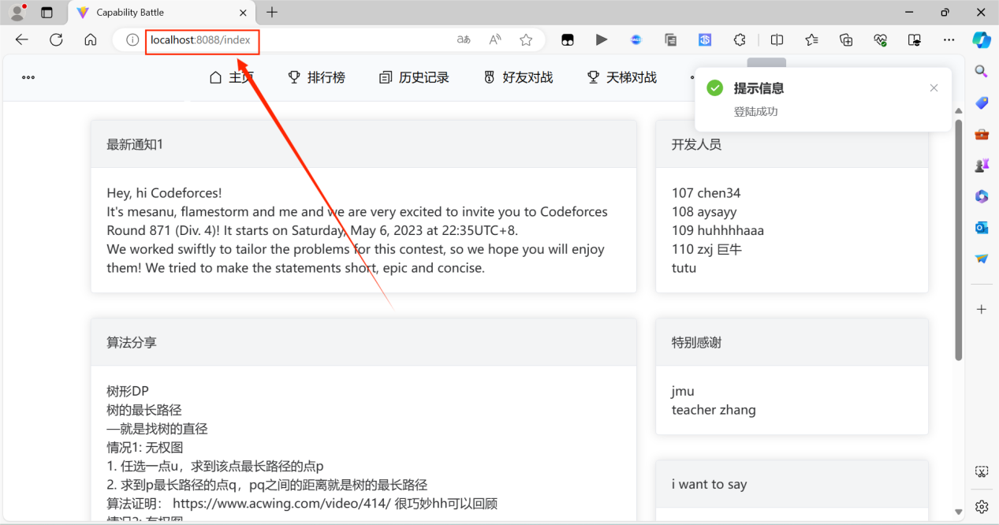 Capability Battle
localhost:8088/index
主页
排行榜
历史记录
好友对战
天梯对战
提示信息
登陆成功
最新通知1
Hey, hi Codeforces!
It's mesanu, flamestorm and me and we are very excited to invite you to Codeforces
Round 871 (Div. 4)! It starts on Saturday, May 6, 2023 at 22:35UTC+8.
We worked swiftly to tailor the problems for this contest, so we hope you will enjoy
them! We tried to make the statements short, epic and concise.
开发人员
107 chen34
108 aysayy
109 huhhhhaaa
110 zxj 巨牛
tutu
算法分享
树形DP
树的最长路径
—就是找树的直径
情况1: 无权图
1. 任选一点u，求到该点最长路径的点p
2. 求到p最长路径的点q，pq之间的距离就是树的最长路径
算法证明： https://www.acwing.com/video/414/ 很巧妙hh可以回顾
情况2: 有权图
特别感谢
jmu
teacher zhang
i want to say